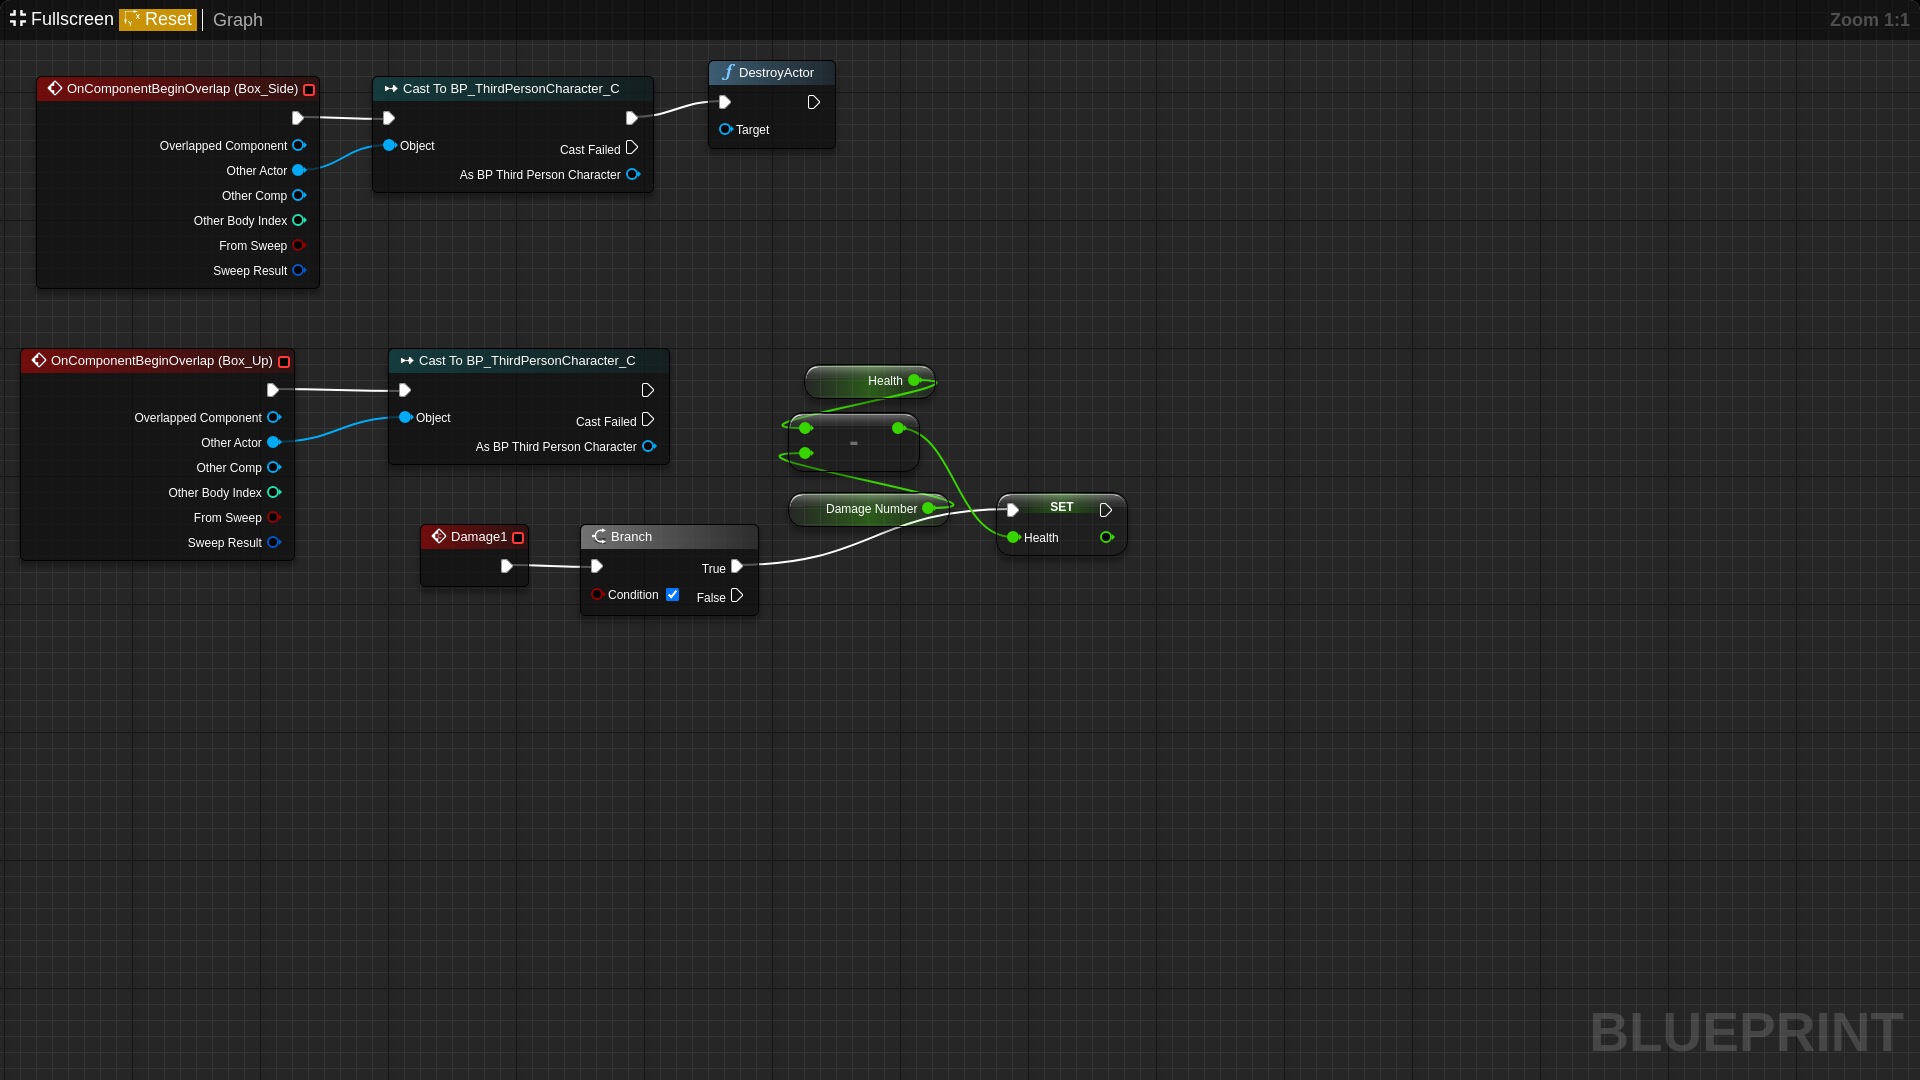 Fullscreen Reset Graph
Zoom 1:1
OnComponentBeginOverlap (Box_Side)
Overlapped Component
Other Actor
Other Comp
Other Body Index
From Sweep
Sweep Result
Cast To BP_ThirdPersonCharacter_C
Object
Cast Failed
As BP Third Person Character
DestroyActor
Target
OnComponentBeginOverlap (Box_Up)
Overlapped Component
Other Actor
Other Comp
Other Body Index
From Sweep
Sweep Result
Cast To BP_ThirdPersonCharacter_C
Object
Cast Failed
As BP Third Person Character
Health
-
Damage Number
SET
Health
Damage1
Branch
True
Condition
False
BLUEPRINT